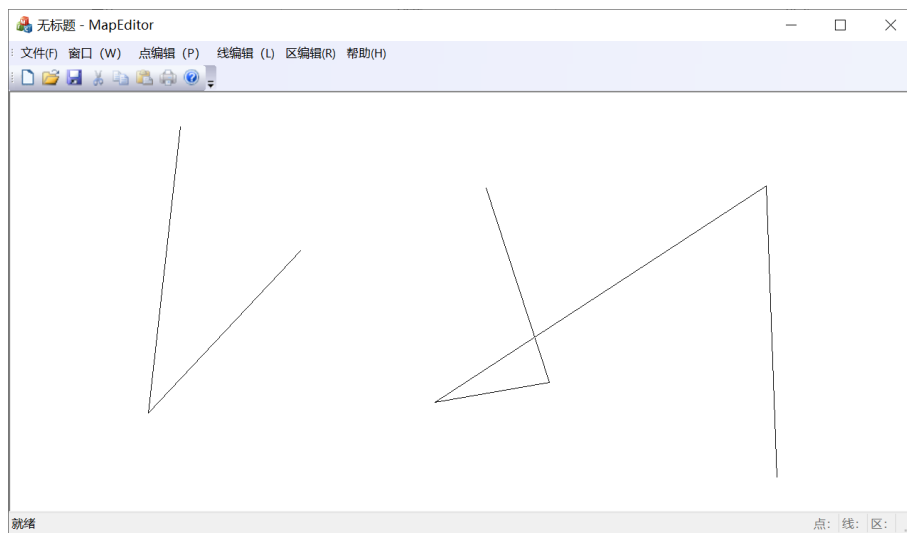 无标题 - MapEditor
文件(F) 窗口（W） 点编辑（P） 线编辑（L） 区编辑(R) 帮助(H)
就绪 点: 线: 区: